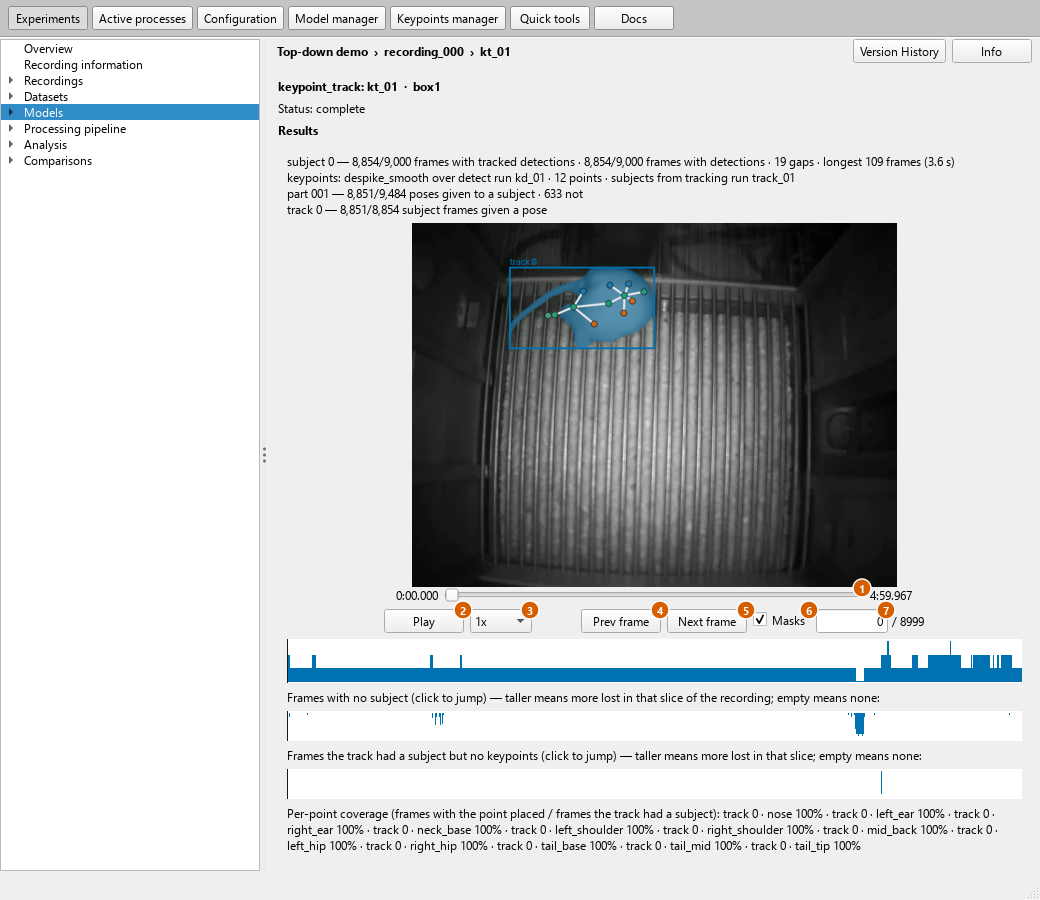 Experiments
Active processes
Configuration
Model manager
Keypoints manager
Quick tools
Docs
Overview
Recording information
Recordings
Datasets
Models
Processing pipeline
Analysis
Comparisons
Top-down demo › recording_000 › kt_01
Version History
Info
keypoint_track: kt_01 · box1
Status: complete
Results
subject 0 — 8,854/9,000 frames with tracked detections · 8,854/9,000 frames with detections · 19 gaps · longest 109 frames (3.6 s)
keypoints: despike_smooth over detect run kd_01 · 12 points · subjects from tracking run track_01
part 001 — 8,851/9,484 poses given to a subject · 633 not
track 0 — 8,851/8,854 subject frames given a pose
track 0
0:00.000
1
4:59.967
Play
2
1x
3
Prev frame
4
Next frame
5
Masks
6
0
7
/ 8999
Frames with no subject (click to jump) — taller means more lost in that slice of the recording; empty means none:
Frames the track had a subject but no keypoints (click to jump) — taller means more lost in that slice; empty means none:
Per-point coverage (frames with the point placed / frames the track had a subject): track 0 · nose 100% · track 0 · left_ear 100% · track 0 ·
right_ear 100% · track 0 · neck_base 100% · track 0 · left_shoulder 100% · track 0 · right_shoulder 100% · track 0 · mid_back 100% · track 0 ·
left_hip 100% · track 0 · right_hip 100% · track 0 · tail_base 100% · track 0 · tail_mid 100% · track 0 · tail_tip 100%